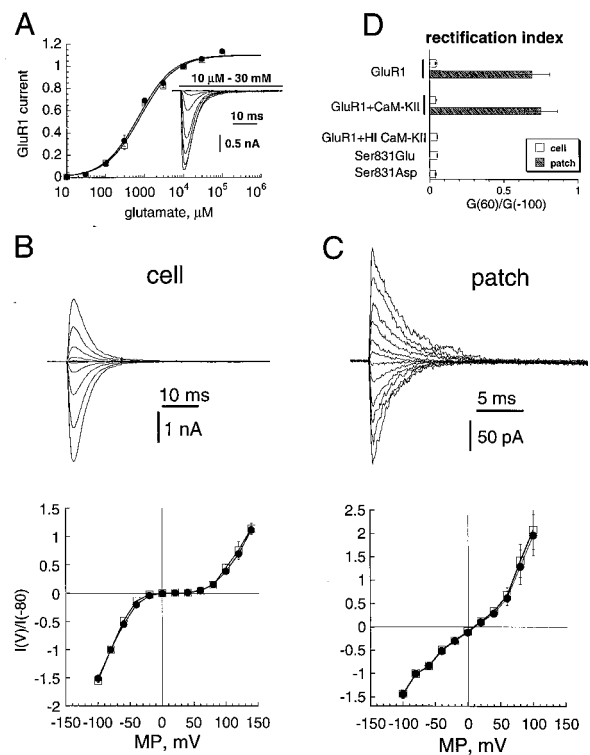 A
GluR1 current
1.2
1
0.8
0.6
0.4
0.2
0
10 100 1000 10⁴ 10⁵ 10⁶
glutamate, µM
10 µM - 30 mM
10 ms
0.5 nA
D
rectification index
GluR1
GluR1+CaM-KII
GluR1+HI CaM-KII
Ser831Glu
Ser831Asp
cell
patch
0 0.5 1
G(60)/G(-100)
B
cell
10 ms
1 nA
C
patch
5 ms
50 pA
I(V)/I(-80)
1.5
1
0.5
0
-0.5
-1
-1.5
-2
-150 -100 -50 0 50 100 150
MP, mV
2.5
2
1.5
1
0.5
0
-0.5
-1
-1.5
-150 -100 -50 0 50 100 150
MP, mV